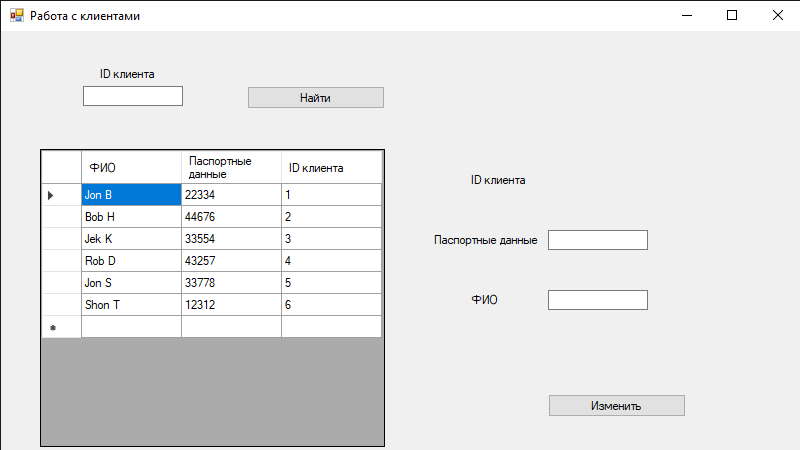 Работа с клиентами
ID клиента
Найти
ФИО Паспортные данные ID клиента
Jon B 22334 1
Bob H 44676 2
Jek K 33554 3
Rob D 43257 4
Jon S 33778 5
Shon T 12312 6
ID клиента
Паспортные данные
ФИО
Изменить